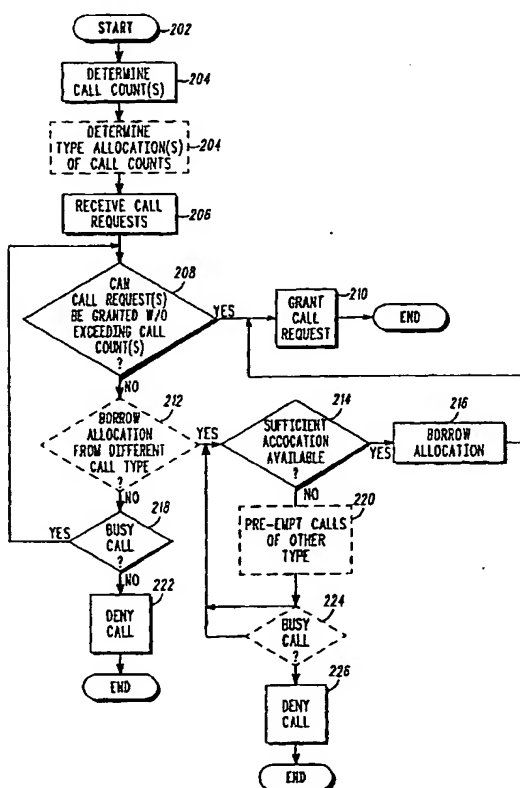 START
202
DETERMINE
CALL COUNT(S)
204
DETERMINE
TYPE ALLOCATION(S)
OF CALL COUNTS
204
RECEIVE CALL
REQUESTS
206
CAN
CALL REQUEST(S)
BE GRANTED W/O
EXCEEDING CALL
COUNT(S)
?
208
YES
GRANT
CALL
REQUEST
210
END
NO
BORROW
ALLOCATION
FROM DIFFERENT
CALL TYPE
?
212
YES
SUFFICIENT
ACCOCATION
AVAILABLE
?
214
YES
BORROW
ALLOCATION
216
NO
NO
BUSY
CALL
?
218
YES
PRE-EMPT CALLS
OF OTHER
TYPE
220
NO
DENY
CALL
222
BUSY
CALL
?
224
END
DENY
CALL
226
END